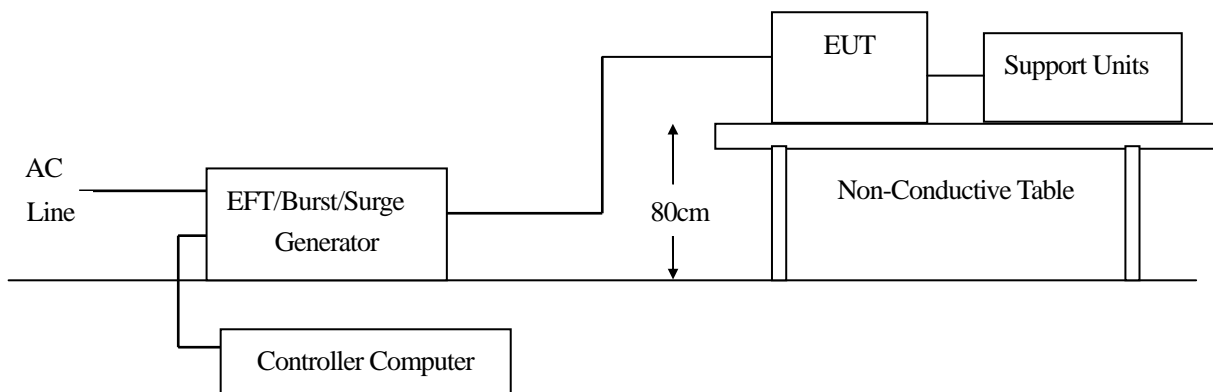 EUT
Support Units
AC
Line
EFT/Burst/Surge
Generator
80cm
Non-Conductive Table
Controller Computer